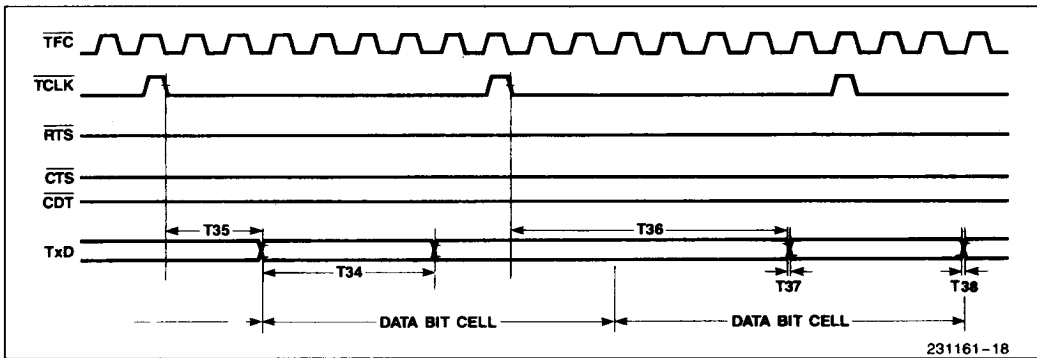 TFC
TCLK
RTS
CTS
CDT
T35
T36
TxD
T34
T37
T38
DATA BIT CELL
DATA BIT CELL
231161-18